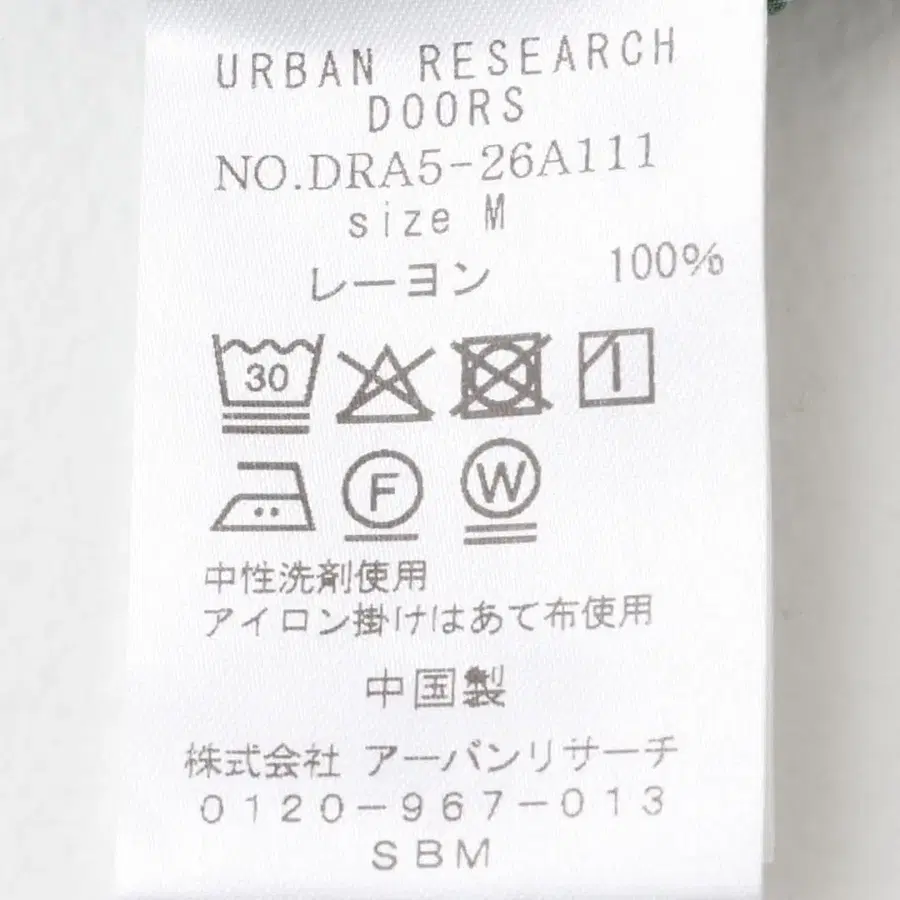 URBAN RESEARCH
DOORS
NO.DRA5-26A111
size M
レーヨン 100%
30
F W
中性洗剤使用
アイロン掛けはあて布使用
中国製
株式会社 アーバンリサーチ
0120-967-013
SBM